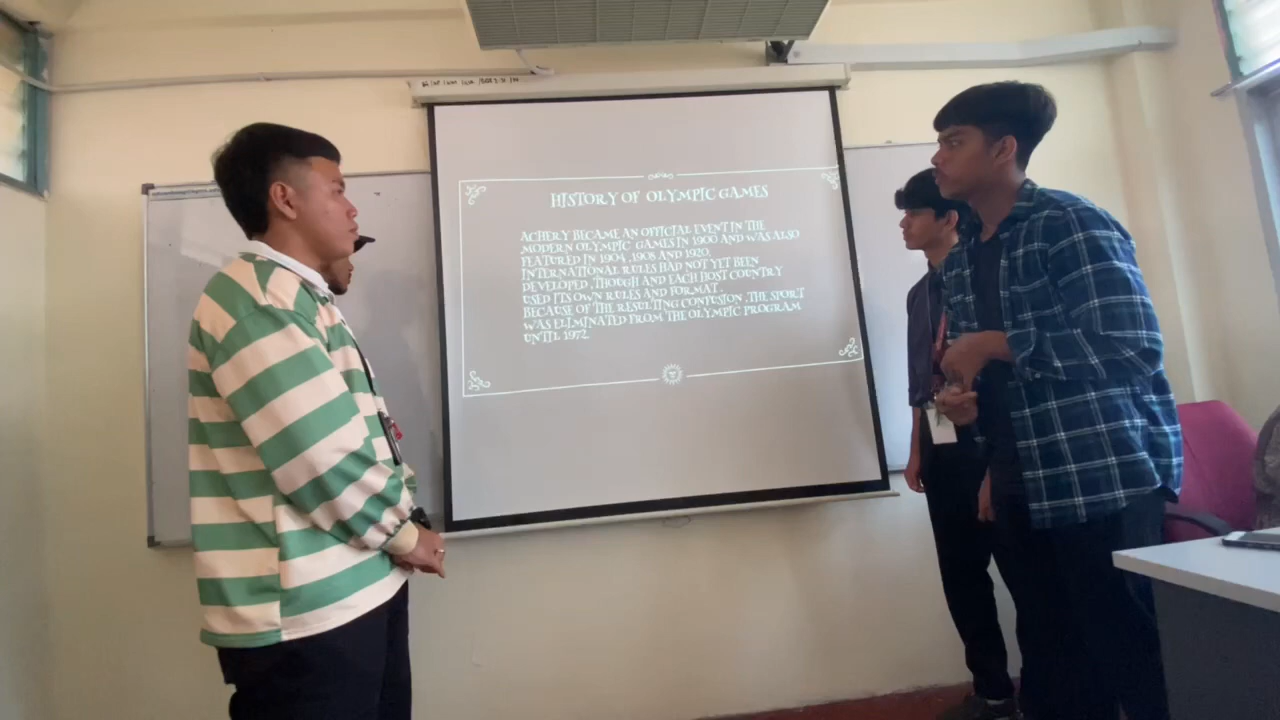 HISTORY OF OLYMPIC GAMES
ACHERY BECAME AN OFFICIAL EVENT IN THE
MODERN OLYMPIC GAMES IN 1900 AND WAS ALSO
FEATURED IN 1904 ,1908 AND 1920.
INTERNATIONAL RULES HAD NOT YET BEEN
DEVELOPED ,THOUGH AND EACH HOST COUNTRY
USED ITS OWN RULES AND FORMAT .
BECAUSE OF THE RESULTING CONFUSION ,THE SPORT
WAS ELIMINATED FROM THE OLYMPIC PROGRAM
UNTIL 1972.